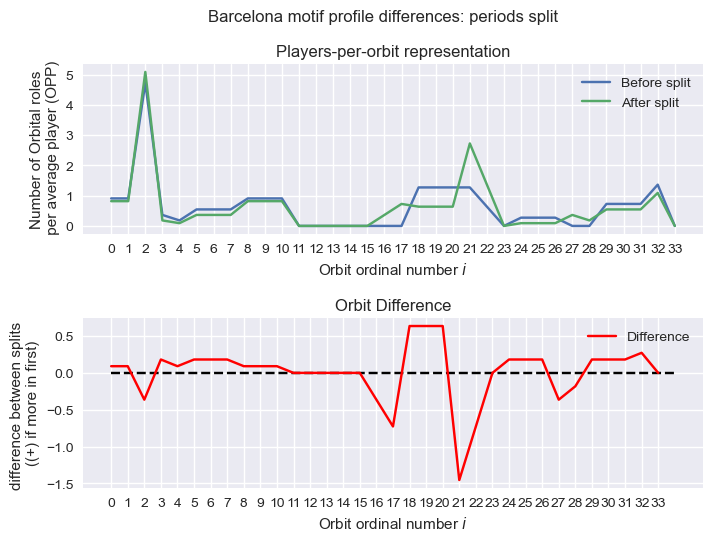 Barcelona motif profile differences: periods split
Players-per-orbit representation
Number of Orbital roles
per average player (OPP)
5
4
3
2
1
0
Before split
After split
0 1 2 3 4 5 6 7 8 9 10 11 12 13 14 15 16 17 18 19 20 21 22 23 24 25 26 27 28 29 30 31 32 33
Orbit ordinal number i
Orbit Difference
difference between splits
((+) if more in first)
0.5
0.0
−0.5
−1.0
−1.5
Difference
0 1 2 3 4 5 6 7 8 9 10 11 12 13 14 15 16 17 18 19 20 21 22 23 24 25 26 27 28 29 30 31 32 33
Orbit ordinal number i